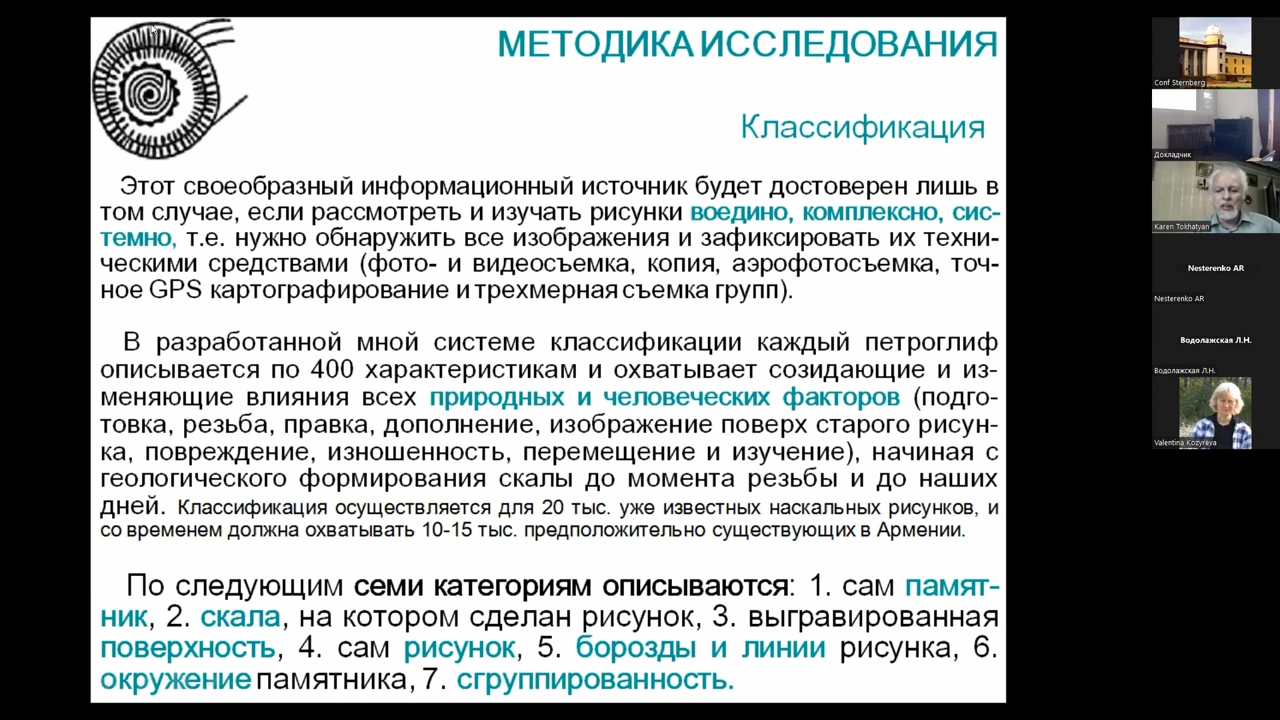 МЕТОДИКА ИССЛЕДОВАНИЯ
Классификация
Этот своеобразный информационный источник будет достоверен лишь в
том случае, если рассмотреть и изучать рисунки воедино, комплексно, сис-
темно, т.е. нужно обнаружить все изображения и зафиксировать их техни-
ческими средствами (фото- и видеосъемка, копия, аэрофотосъемка, точ-
ное GPS картографирование и трехмерная съемка групп).
В разработанной мной системе классификации каждый петроглиф
описывается по 400 характеристикам и охватывает созидающие и из-
меняющие влияния всех природных и человеческих факторов (подго-
товка, резьба, правка, дополнение, изображение поверх старого рисун-
ка, повреждение, изношенность, перемещение и изучение), начиная с
геологического формирования скалы до момента резьбы и до наших
дней. Классификация осуществляется для 20 тыс. уже известных наскальных рисунков, и
со временем должна охватывать 10-15 тыс. предположительно существующих в Армении.
По следующим семи категориям описываются: 1. сам памят-
ник, 2. скала, на котором сделан рисунок, 3. выгравированная
поверхность, 4. сам рисунок, 5. борозды и линии рисунка, 6.
окружение памятника, 7. сгруппированность.
Conf Sternberg
Докладчик
Karen Tokhatyan
Nesterenko AR
Nesterenko AR
Водолажская Л.Н.
Водолажская Л.Н.
Valentina Kozyreva